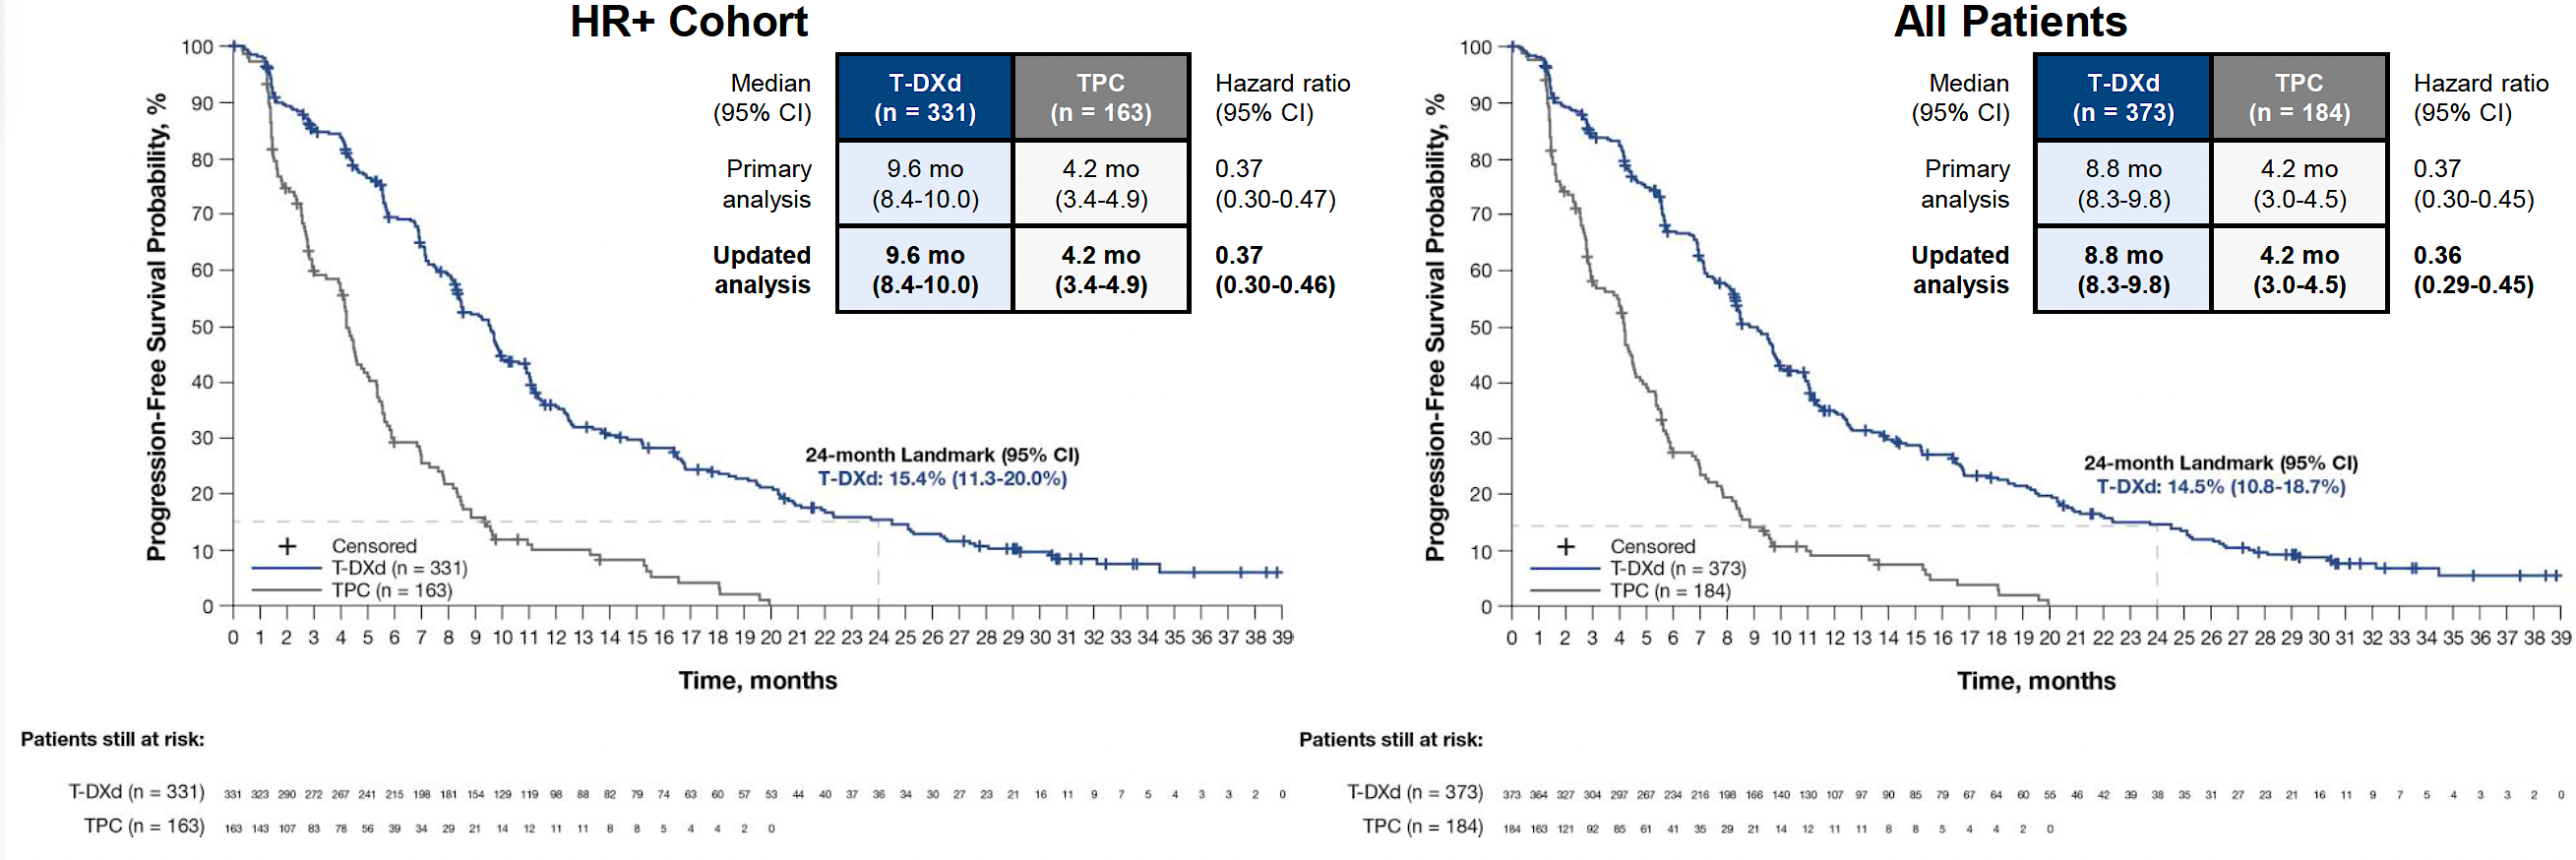 HR+ Cohort
Median (95% CI)
T-DXd (n = 331)
TPC (n = 163)
Hazard ratio (95% CI)
Primary analysis
9.6 mo (8.4-10.0)
4.2 mo (3.4-4.9)
0.37 (0.30-0.47)
Updated analysis
9.6 mo (8.4-10.0)
4.2 mo (3.4-4.9)
0.37 (0.30-0.46)
Progression-Free Survival Probability, %
100
90
80
70
60
50
40
30
20
10
0
24-month Landmark (95% CI)
T-DXd: 15.4% (11.3-20.0%)
Censored
T-DXd (n = 331)
TPC (n = 163)
0 1 2 3 4 5 6 7 8 9 10 11 12 13 14 15 16 17 18 19 20 21 22 23 24 25 26 27 28 29 30 31 32 33 34 35 36 37 38 39
Time, months
Patients still at risk:
T-DXd (n = 331) 331 323 290 272 267 241 215 198 181 154 129 119 98 88 82 79 74 63 60 57 53 44 40 37 36 34 30 27 23 21 16 11 9 7 5 4 3 3 2 0
TPC (n = 163) 163 143 107 83 78 56 39 34 29 21 14 12 11 11 8 8 5 4 4 2 0
All Patients
Median (95% CI)
T-DXd (n = 373)
TPC (n = 184)
Hazard ratio (95% CI)
Primary analysis
8.8 mo (8.3-9.8)
4.2 mo (3.0-4.5)
0.37 (0.30-0.45)
Updated analysis
8.8 mo (8.3-9.8)
4.2 mo (3.0-4.5)
0.36 (0.29-0.45)
Progression-Free Survival Probability, %
100
90
80
70
60
50
40
30
20
10
0
24-month Landmark (95% CI)
T-DXd: 14.5% (10.8-18.7%)
Censored
T-DXd (n = 373)
TPC (n = 184)
0 1 2 3 4 5 6 7 8 9 10 11 12 13 14 15 16 17 18 19 20 21 22 23 24 25 26 27 28 29 30 31 32 33 34 35 36 37 38 39
Time, months
Patients still at risk:
T-DXd (n = 373) 373 364 327 304 297 267 234 216 198 166 140 130 107 97 90 85 79 67 64 60 55 46 42 39 38 35 31 27 23 21 16 11 9 7 5 4 3 3 2 0
TPC (n = 184) 184 163 121 92 85 61 41 35 29 21 14 12 11 11 8 8 5 4 4 2 0